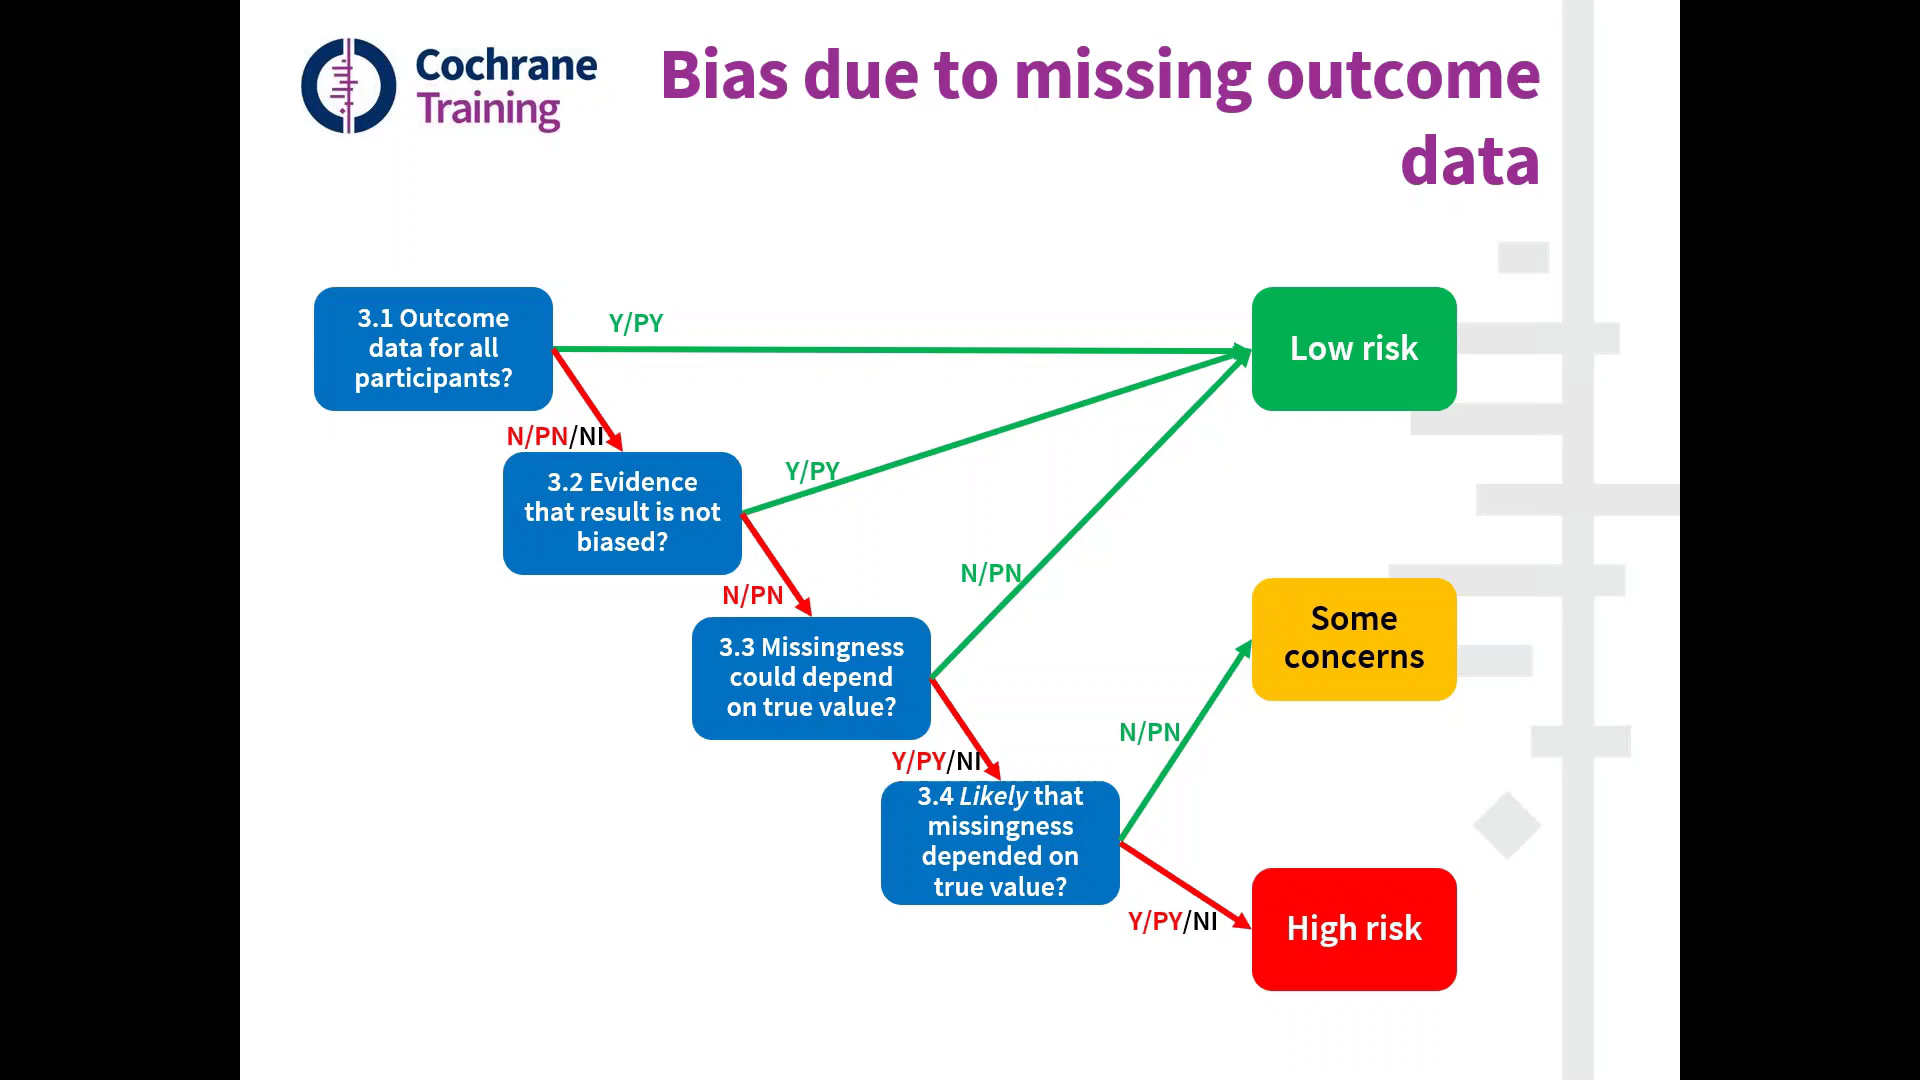 Cochrane
Training
Bias due to missing outcome
data
3.1 Outcome
data for all
participants?
Y/PY
Low risk
N/PN/NI
3.2 Evidence
that result is not
biased?
Y/PY
N/PN
N/PN
3.3 Missingness
could depend
on true value?
Some
concerns
N/PN
Y/PY/NI
3.4 Likely that
missingness
depended on
true value?
Y/PY/NI
High risk